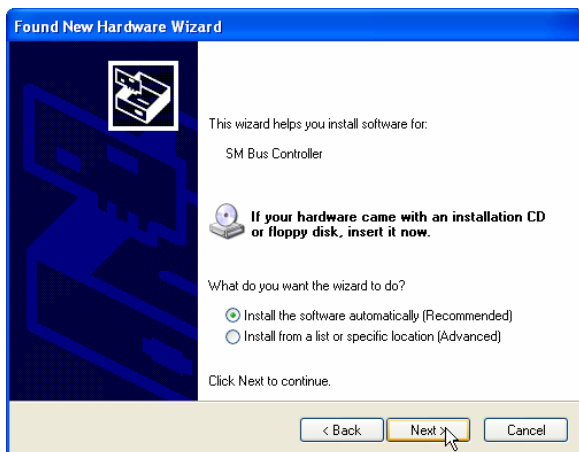 Found New Hardware Wizard
This wizard helps you install software for:
SM Bus Controller
If your hardware came with an installation CD
or floppy disk, insert it now.
What do you want the wizard to do?
Install the software automatically (Recommended)
Install from a list or specific location (Advanced)
Click Next to continue.
< Back Next > Cancel